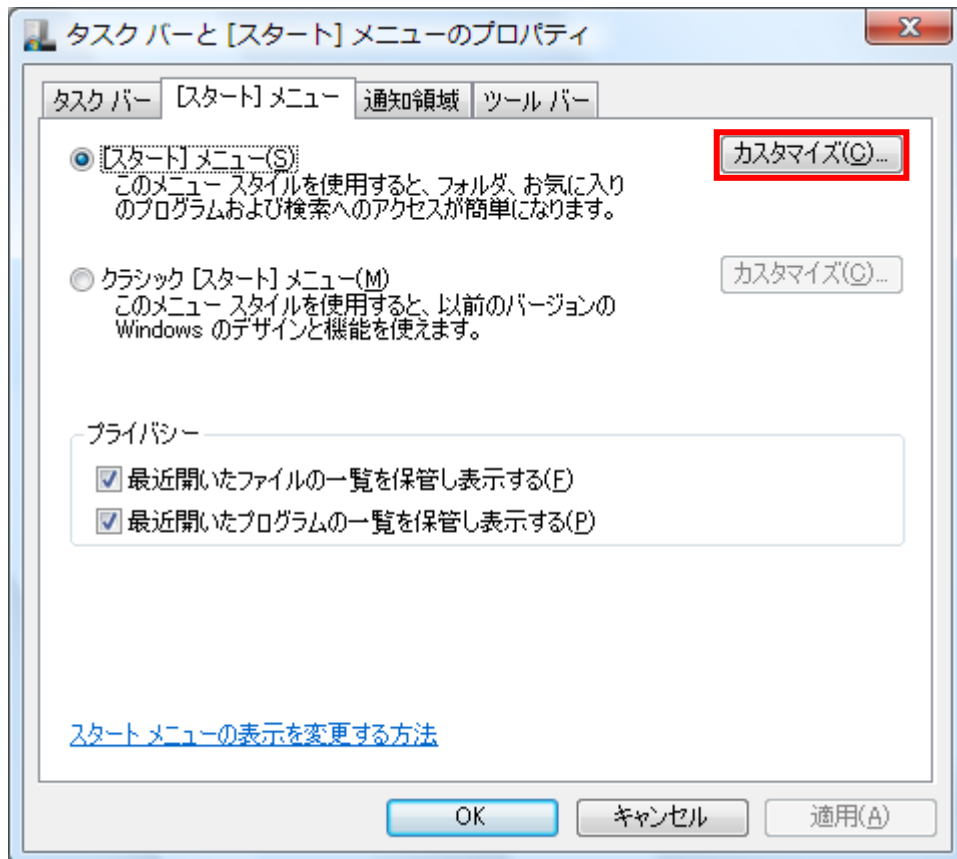 タスク バーと [スタート] メニューのプロパティ
タスク バー [スタート] メニュー 通知領域 ツール バー
[スタート] メニュー(S) カスタマイズ(C)...
このメニュー スタイルを使用すると、フォルダ、お気に入り
のプログラムおよび検索へのアクセスが簡単になります。
クラシック [スタート] メニュー(M) カスタマイズ(C)...
このメニュー スタイルを使用すると、以前のバージョンの
Windows のデザインと機能を使えます。
プライバシー
最近開いたファイルの一覧を保管し表示する(F)
最近開いたプログラムの一覧を保管し表示する(P)
スタート メニューの表示を変更する方法
OK キャンセル 適用(A)